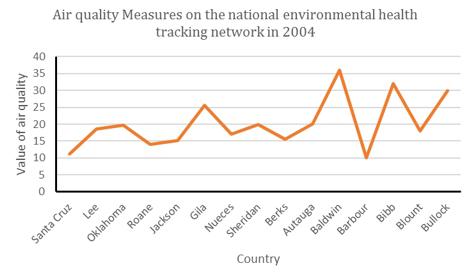 Air quality Measures on the national environmental health
tracking network in 2004
Value of air quality
40
35
30
25
20
15
10
5
0
Santa Cruz
Lee
Oklahoma
Roane
Jackson
Glia
Nueces
Sheridan
Berks
Autauga
Baldwin
Barbour
Bibb
Blount
Bullock
Country